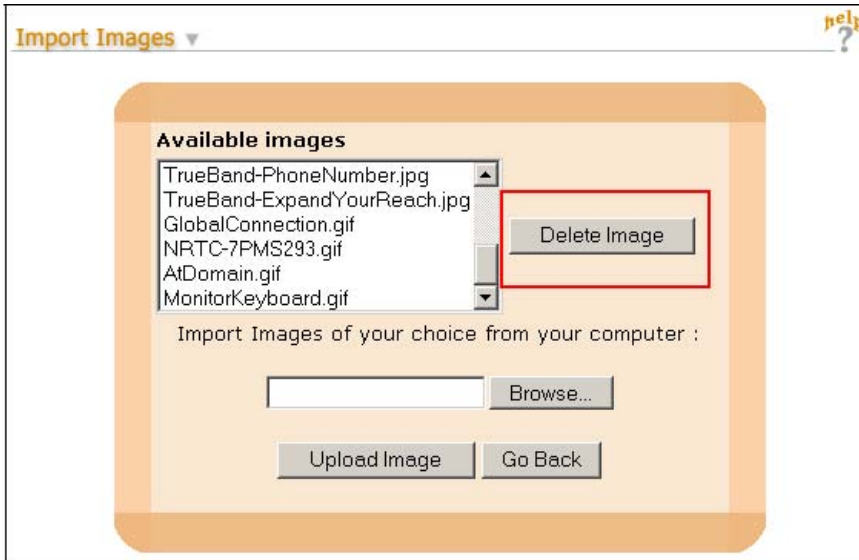 Import Images
help
?
Available images
TrueBand-PhoneNumber.jpg
TrueBand-ExpandYourReach.jpg
GlobalConnection.gif
NRTC-7PMS293.gif
AtDomain.gif
MonitorKeyboard.gif
Delete Image
Import Images of your choice from your computer :
Browse...
Upload Image
Go Back